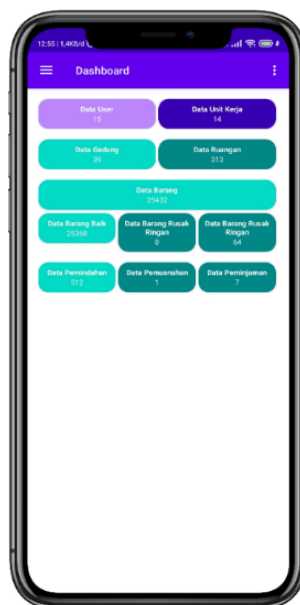 12:55 | 1,4KB/d
Dashboard
Data User
15
Data Unit Kerja
14
Data Gedung
39
Data Ruangan
313
Data Barang
25432
Data Barang Baik
25368
Data Barang Rusak
Ringan
0
Data Barang Rusak
Ringan
64
Data Pemindahan
512
Data Pemusnahan
1
Data Peminjaman
7